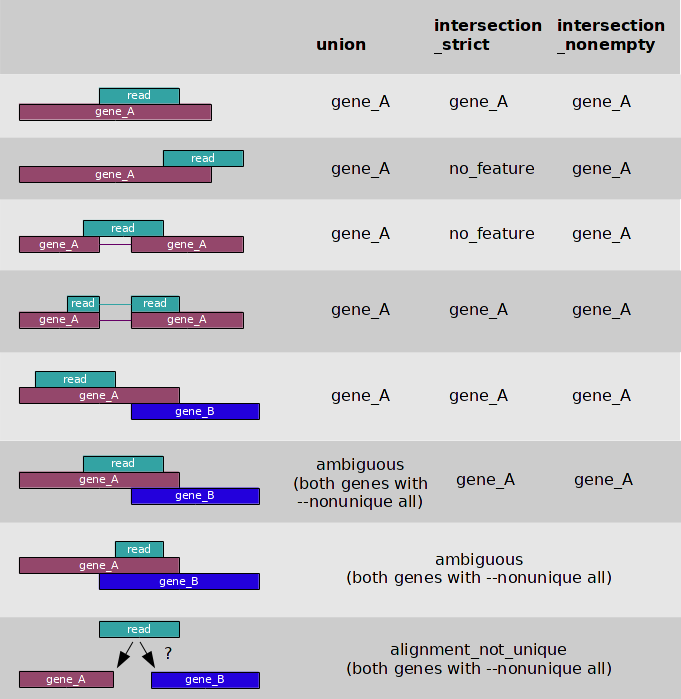 union
intersection
_strict
intersection
_nonempty
read
gene_A
gene_A
gene_A
gene_A
read
gene_A
gene_A
no_feature
gene_A
read
gene_A
gene_A
gene_A
no_feature
gene_A
read
read
gene_A
gene_A
gene_A
gene_A
gene_A
read
gene_A
gene_B
gene_A
gene_A
gene_A
read
gene_A
gene_B
ambiguous
(both genes with
--nonunique all)
gene_A
gene_A
read
gene_A
gene_B
ambiguous
(both genes with --nonunique all)
read
?
gene_A
gene_B
alignment_not_unique
(both genes with --nonunique all)